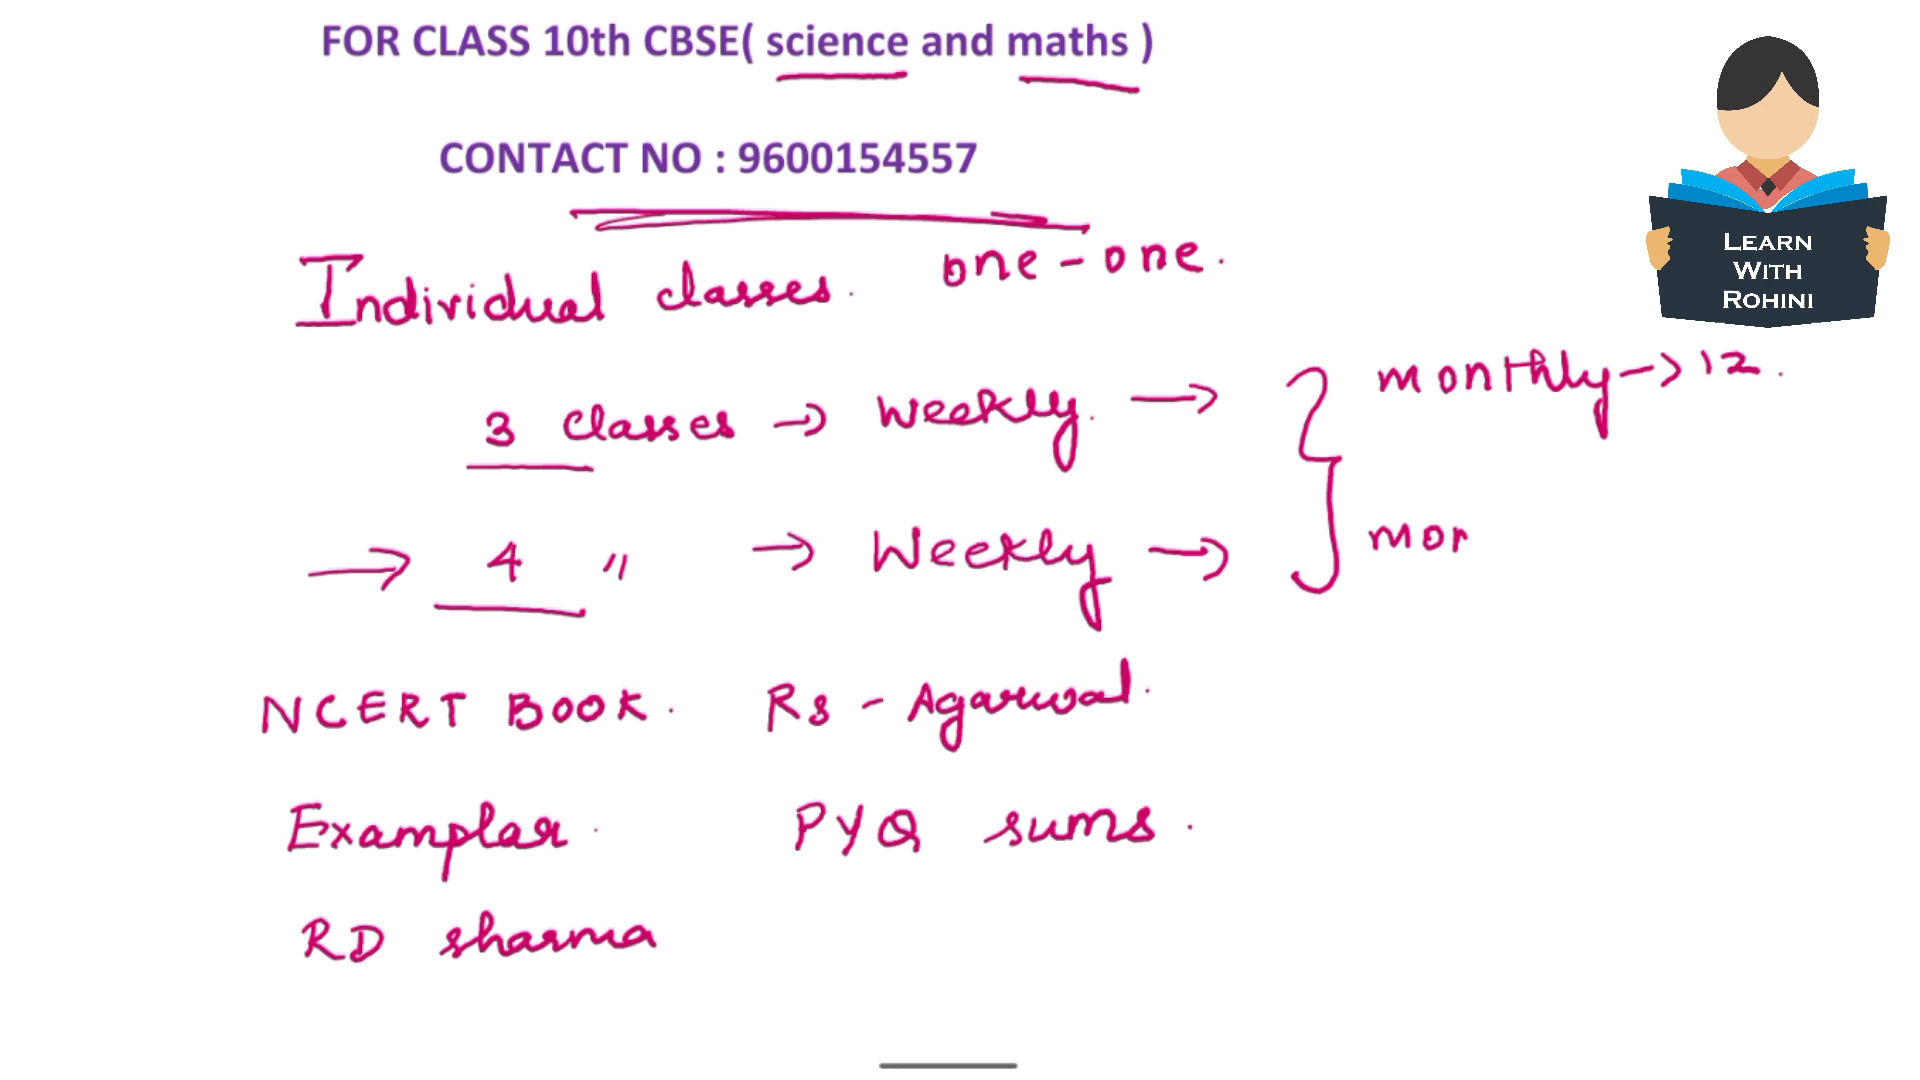 FOR CLASS 10th CBSE( science and maths )
CONTACT NO : 9600154557
LEARN
WITH
ROHINI
Individual classes. one-one.
3 classes → Weekly. → monthly → 12.
→ 4 " → Weekly → mon
NCERT BOOK. RS - Agarwal.
Examplar. PYQ sums.
RD sharma